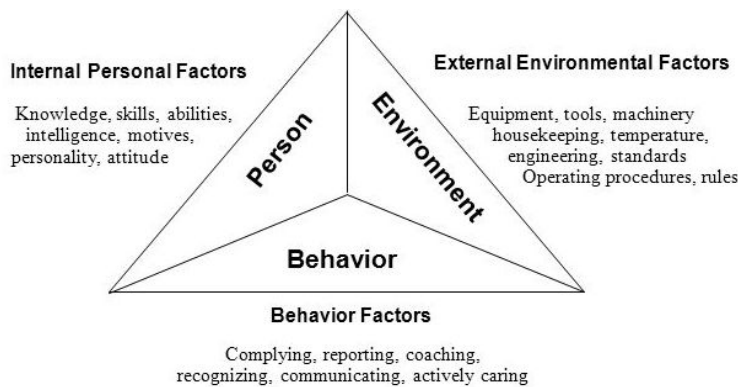 Internal Personal Factors
Knowledge, skills, abilities,
intelligence, motives,
personality, attitude
External Environmental Factors
Equipment, tools, machinery
housekeeping, temperature,
engineering, standards
Operating procedures, rules
Person
Environment
Behavior
Behavior Factors
Complying, reporting, coaching,
recognizing, communicating, actively caring